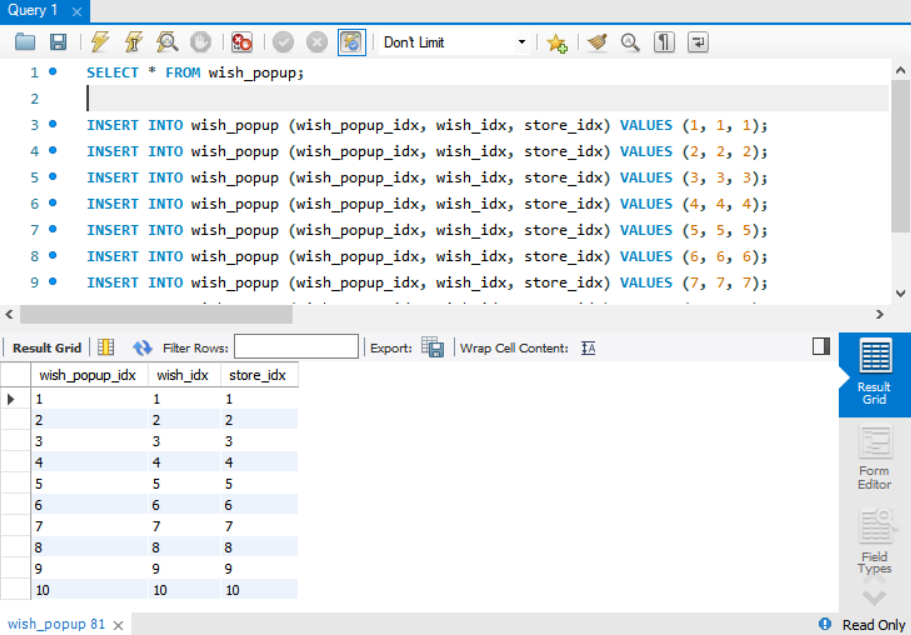 Query 1
Don't Limit
1 SELECT * FROM wish_popup;
2
3 INSERT INTO wish_popup (wish_popup_idx, wish_idx, store_idx) VALUES (1, 1, 1);
4 INSERT INTO wish_popup (wish_popup_idx, wish_idx, store_idx) VALUES (2, 2, 2);
5 INSERT INTO wish_popup (wish_popup_idx, wish_idx, store_idx) VALUES (3, 3, 3);
6 INSERT INTO wish_popup (wish_popup_idx, wish_idx, store_idx) VALUES (4, 4, 4);
7 INSERT INTO wish_popup (wish_popup_idx, wish_idx, store_idx) VALUES (5, 5, 5);
8 INSERT INTO wish_popup (wish_popup_idx, wish_idx, store_idx) VALUES (6, 6, 6);
9 INSERT INTO wish_popup (wish_popup_idx, wish_idx, store_idx) VALUES (7, 7, 7);
Result Grid Filter Rows: Export: Wrap Cell Content:
wish_popup_idx wish_idx store_idx
1 1 1
2 2 2
3 3 3
4 4 4
5 5 5
6 6 6
7 7 7
8 8 8
9 9 9
10 10 10
Result
Grid
Form
Editor
Field
Types
wish_popup 81
Read Only